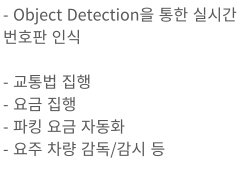 - Object Detection을 통한 실시간
번호판 인식
- 교통법 집행
- 요금 집행
- 파킹 요금 자동화
- 요주 차량 감독/감시 등